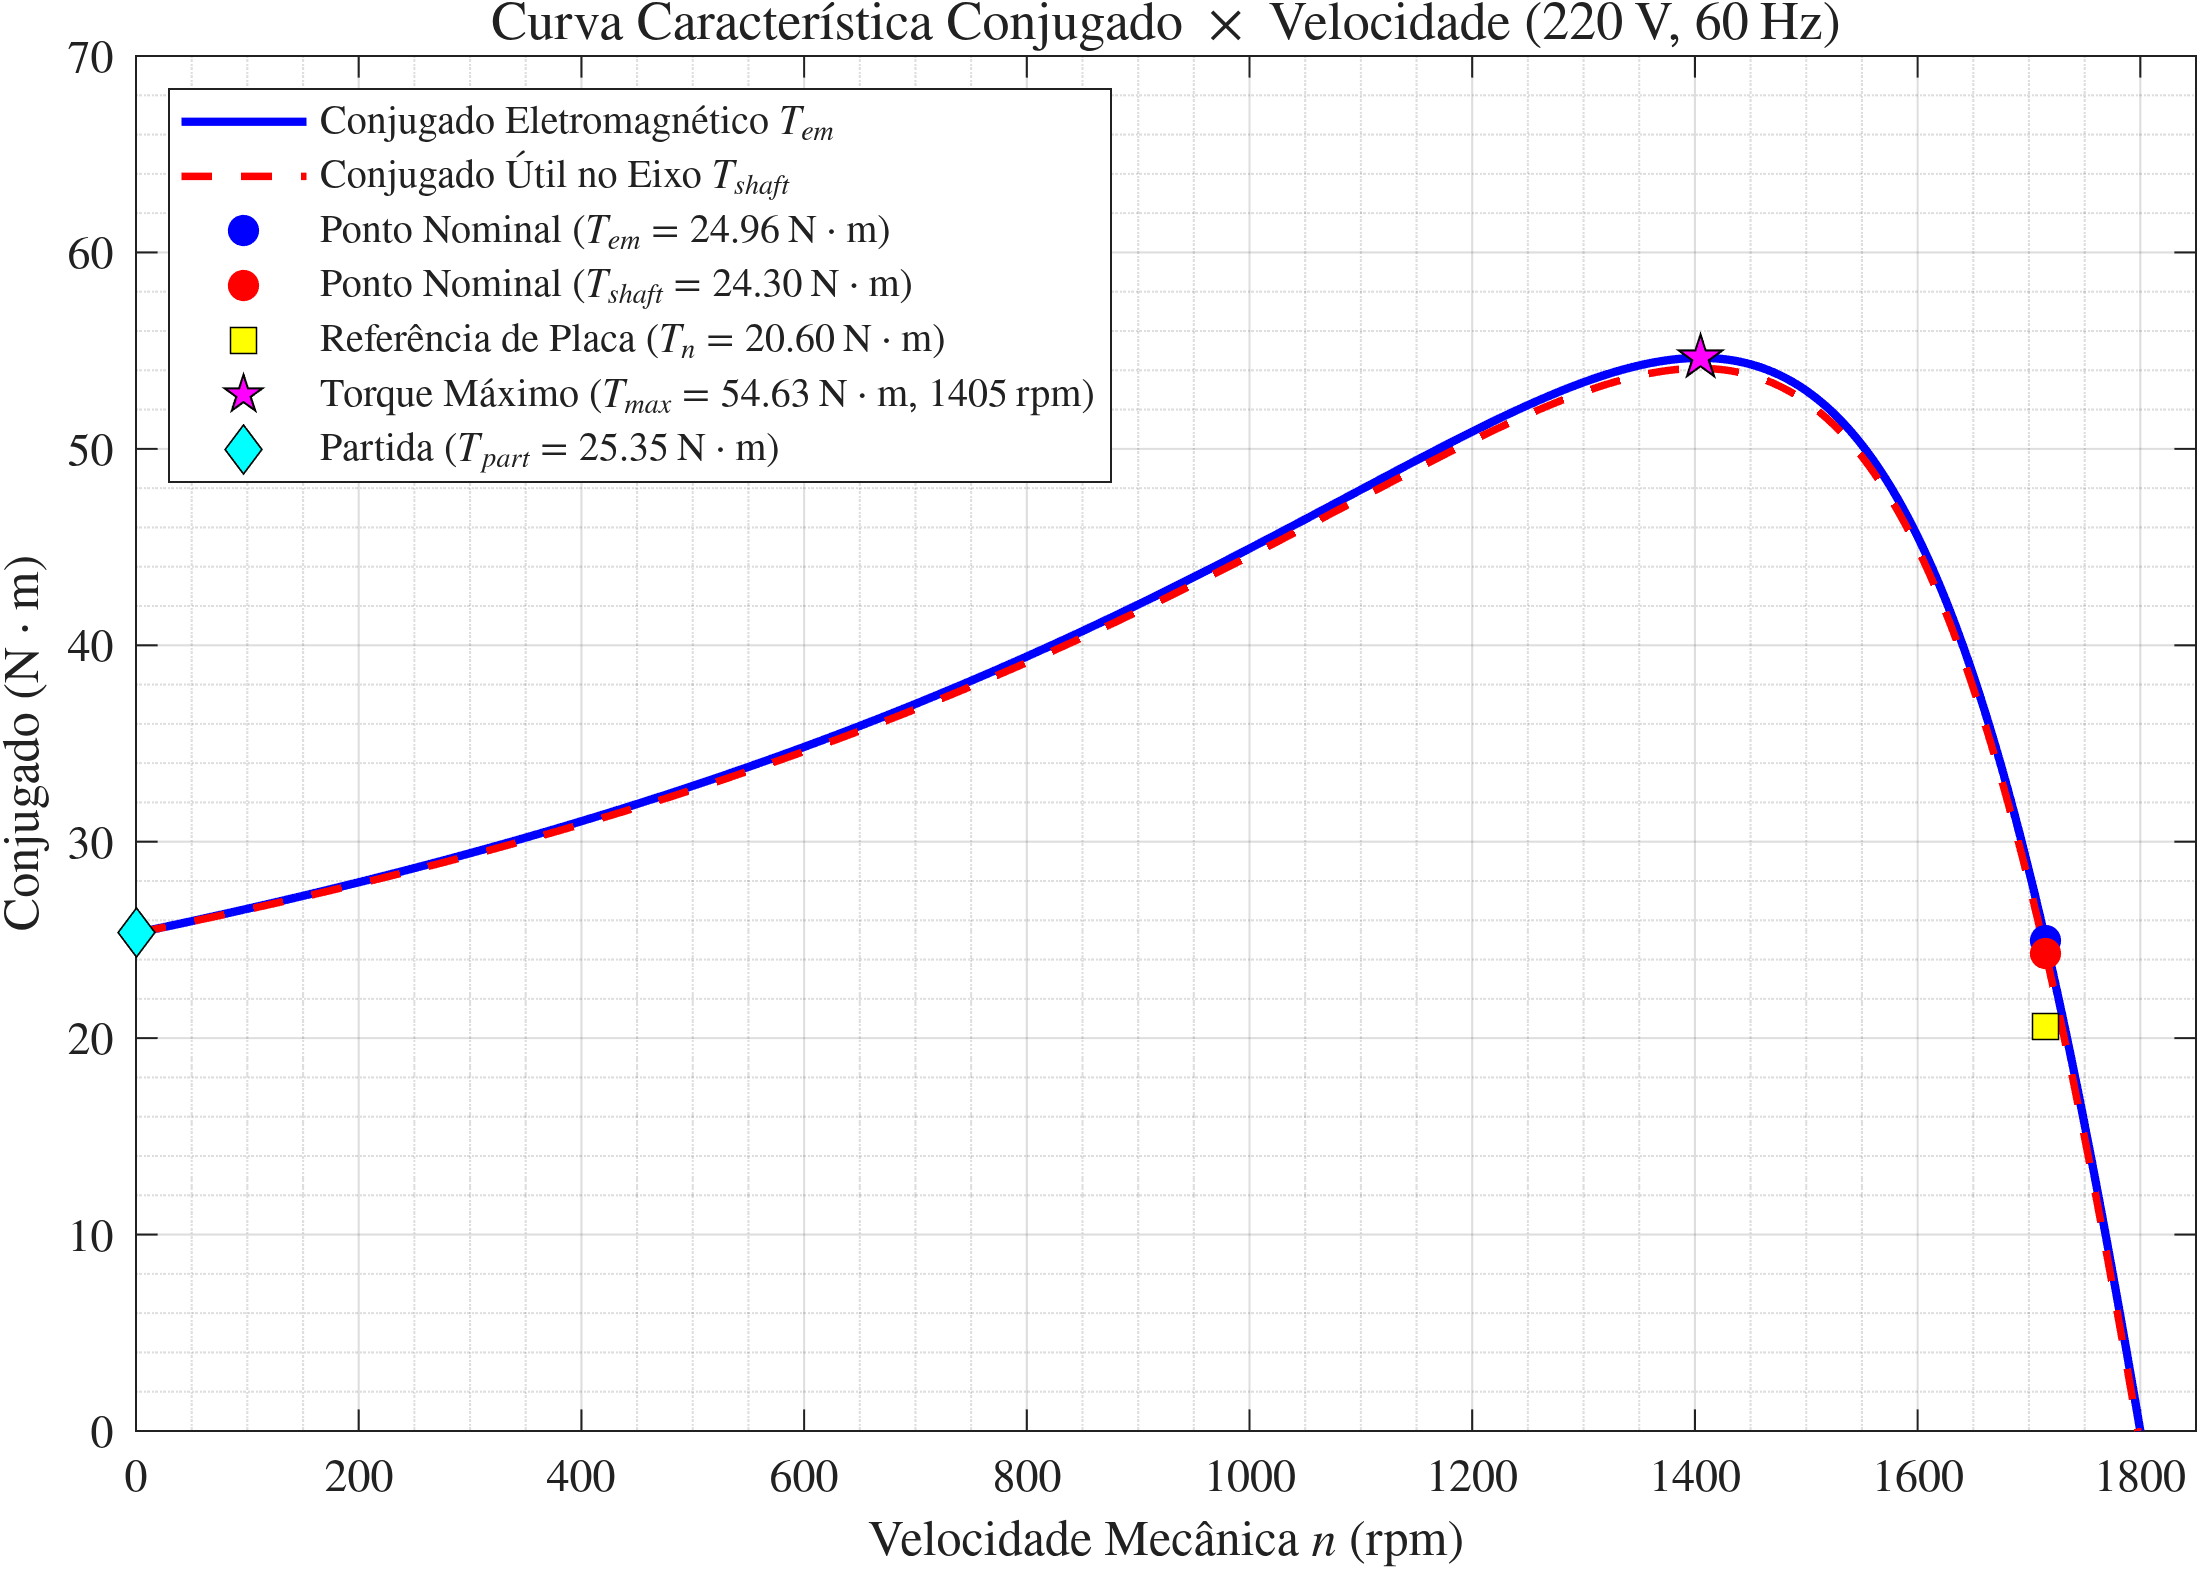 Curva Característica Conjugado × Velocidade (220 V, 60 Hz)
Conjugado Eletromagnético T_em
Conjugado Útil no Eixo T_shaft
Ponto Nominal (T_em = 24.96 N · m)
Ponto Nominal (T_shaft = 24.30 N · m)
Referência de Placa (T_n = 20.60 N · m)
Torque Máximo (T_max = 54.63 N · m, 1405 rpm)
Partida (T_part = 25.35 N · m)
Conjugado (N · m)
70
60
50
40
30
20
10
0
0 200 400 600 800 1000 1200 1400 1600 1800
Velocidade Mecânica n (rpm)